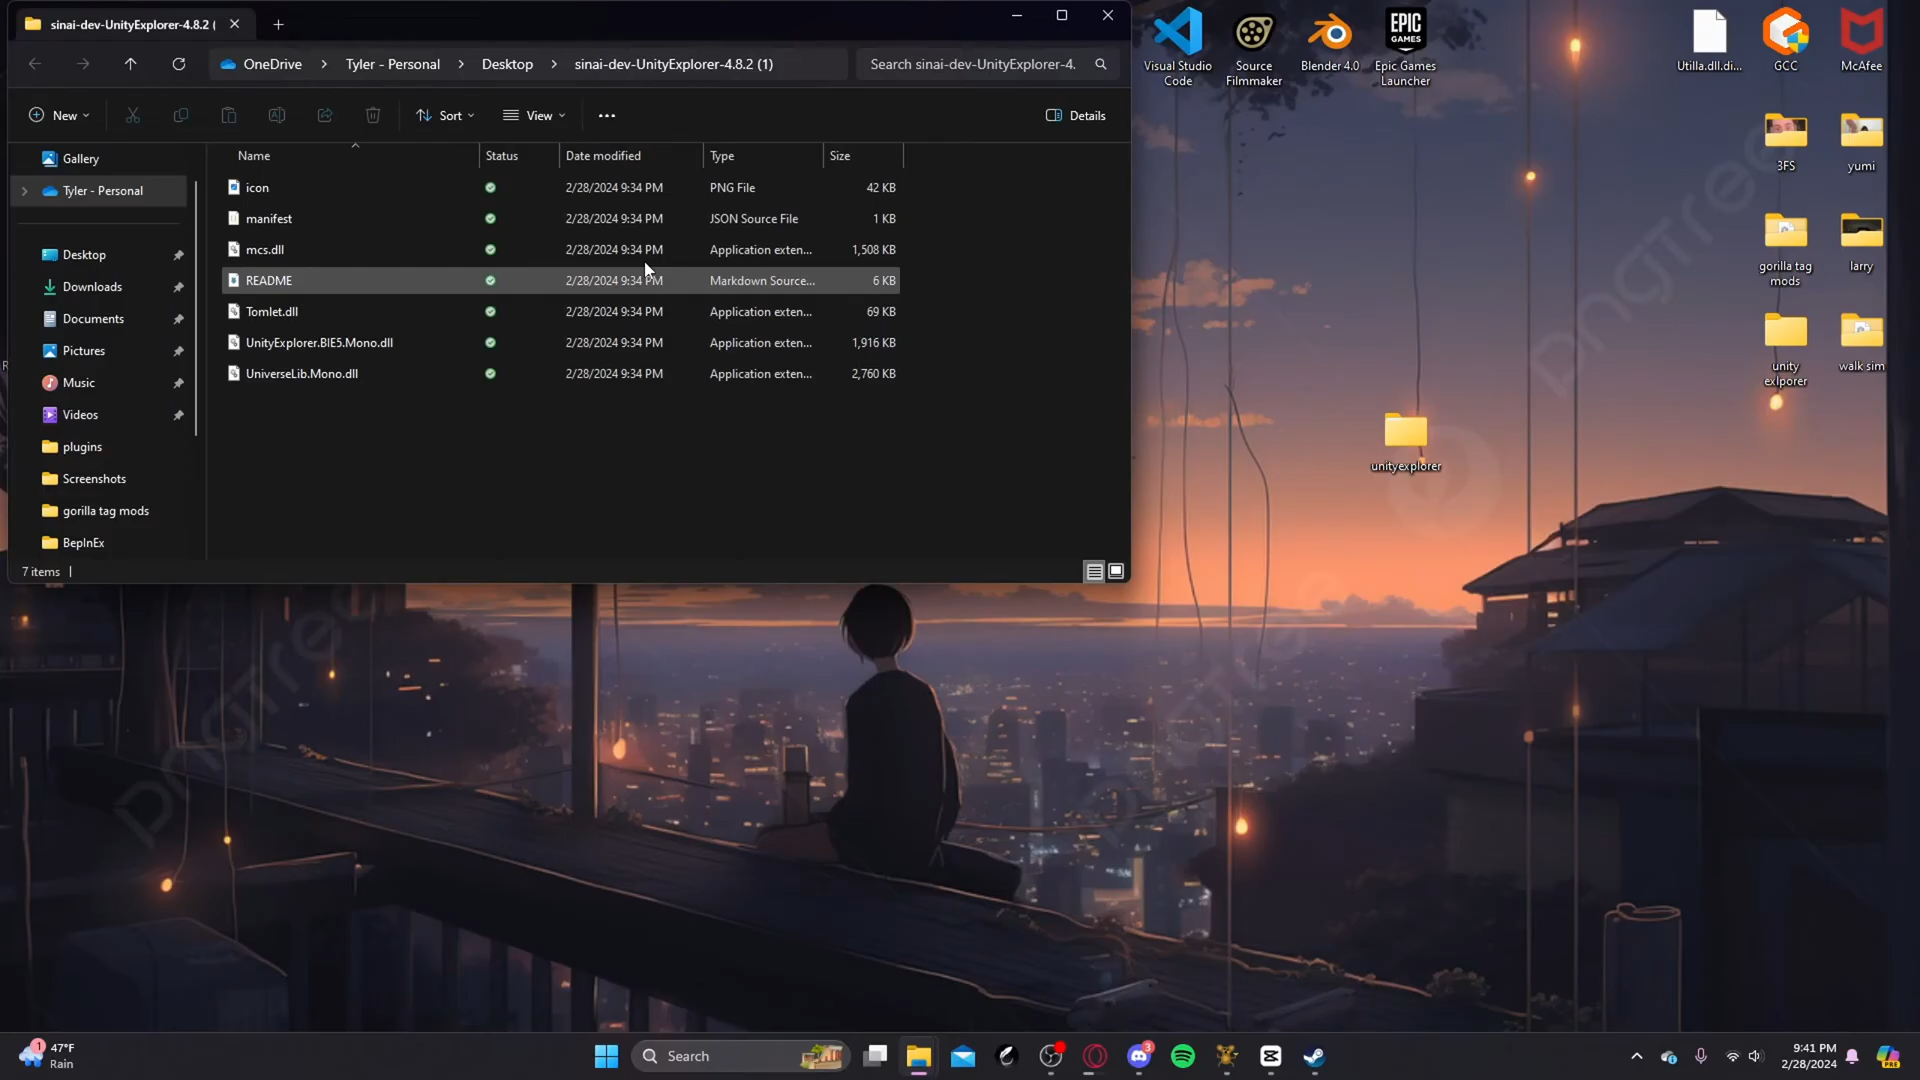 sinai-dev-UnityExplorer-4.8.2 (
OneDrive
Tyler - Personal
Desktop
sinai-dev-UnityExplorer-4.8.2 (1)
Search sinai-dev-UnityExplorer-4.
New
Sort
View
Details
Gallery
Tyler - Personal
Desktop
Downloads
Documents
Pictures
Music
Videos
plugins
Screenshots
gorilla tag mods
BepInEx
Name Status Date modified Type Size
icon 2/28/2024 9:34 PM PNG File 42 KB
manifest 2/28/2024 9:34 PM JSON Source File 1 KB
mcs.dll 2/28/2024 9:34 PM Application exten... 1,508 KB
README 2/28/2024 9:34 PM Markdown Source... 6 KB
Tomlet.dll 2/28/2024 9:34 PM Application exten... 69 KB
UnityExplorer.BIE5.Mono.dll 2/28/2024 9:34 PM Application exten... 1,916 KB
UniverseLib.Mono.dll 2/28/2024 9:34 PM Application exten... 2,760 KB
7 items
Visual Studio
Code
Source
Filmmaker
Blender 4.0
EPIC
GAMES
Epic Games
Launcher
Utilla.dll.di...
GCC
McAfee
3FS
yumi
gorilla tag
mods
larry
unity
exlporer
walk sim
unityexplorer
pngtree
pngtree
1
47°F
Rain
Search
3
9:41 PM
2/28/2024
PRE